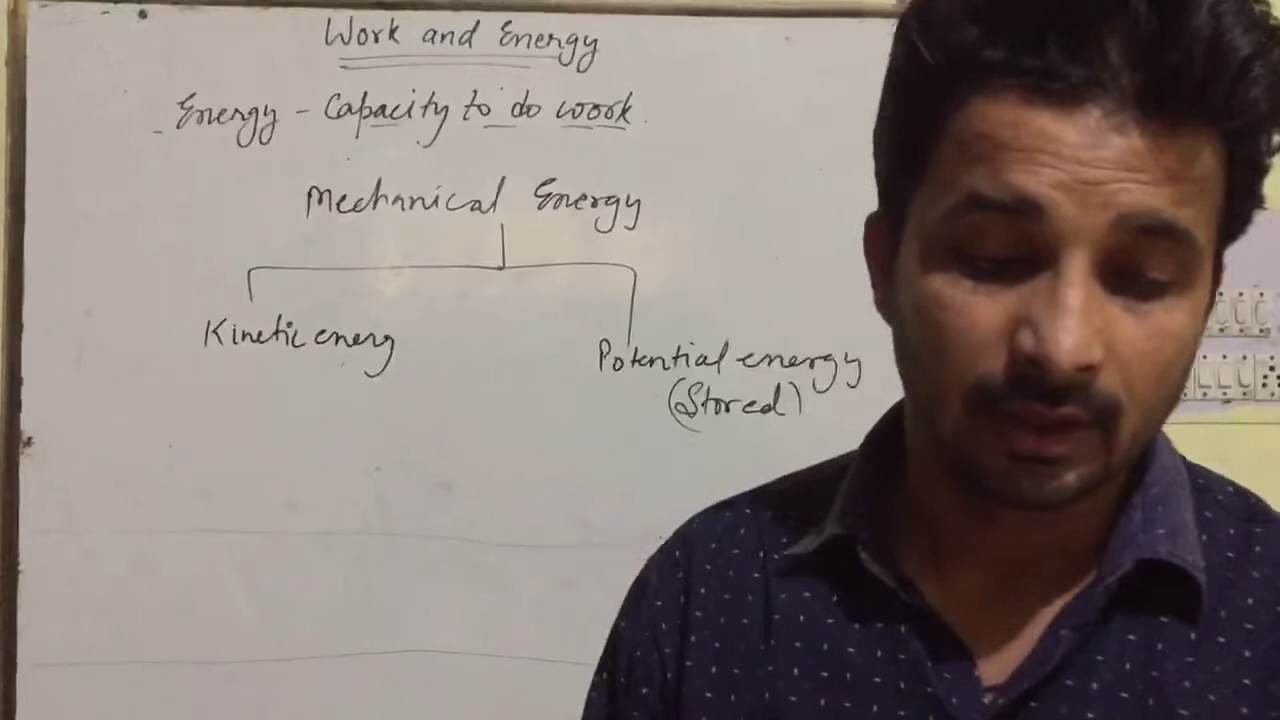 Work and Energy
Energy - Capacity to do work.
Mechanical Energy
Kinetic energ
Potential energy
(Stored)